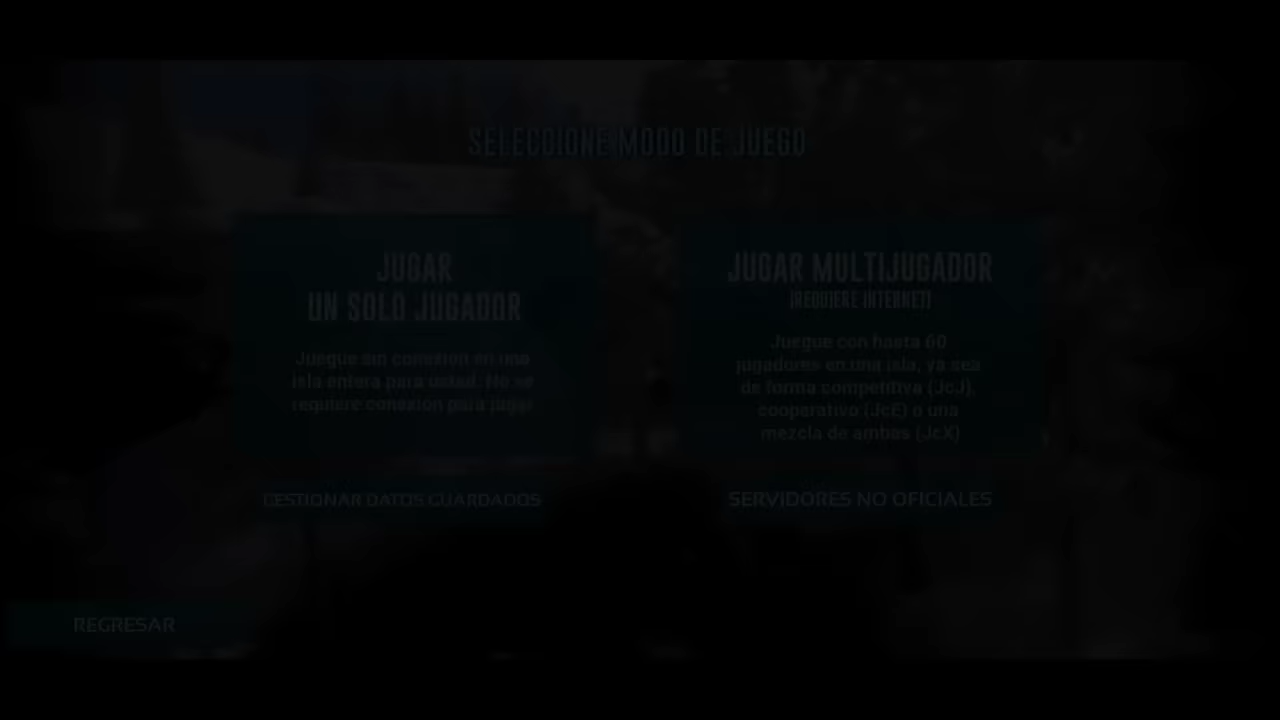 SELECCIONE MODO DE JUEGO
JUGAR
UN SOLO JUGADOR
Juegue sin conexión en una
isla entera para usted. No se
requiere conexión para jugar
GESTIONAR DATOS GUARDADOS
JUGAR MULTIJUGADOR
(REQUIERE INTERNET)
Juegue con hasta 60
jugadores en una isla, ya sea
de forma competitiva (JcJ),
cooperativo (JcE) o una
mezcla de ambas (JcX)
SERVIDORES NO OFICIALES
REGRESAR